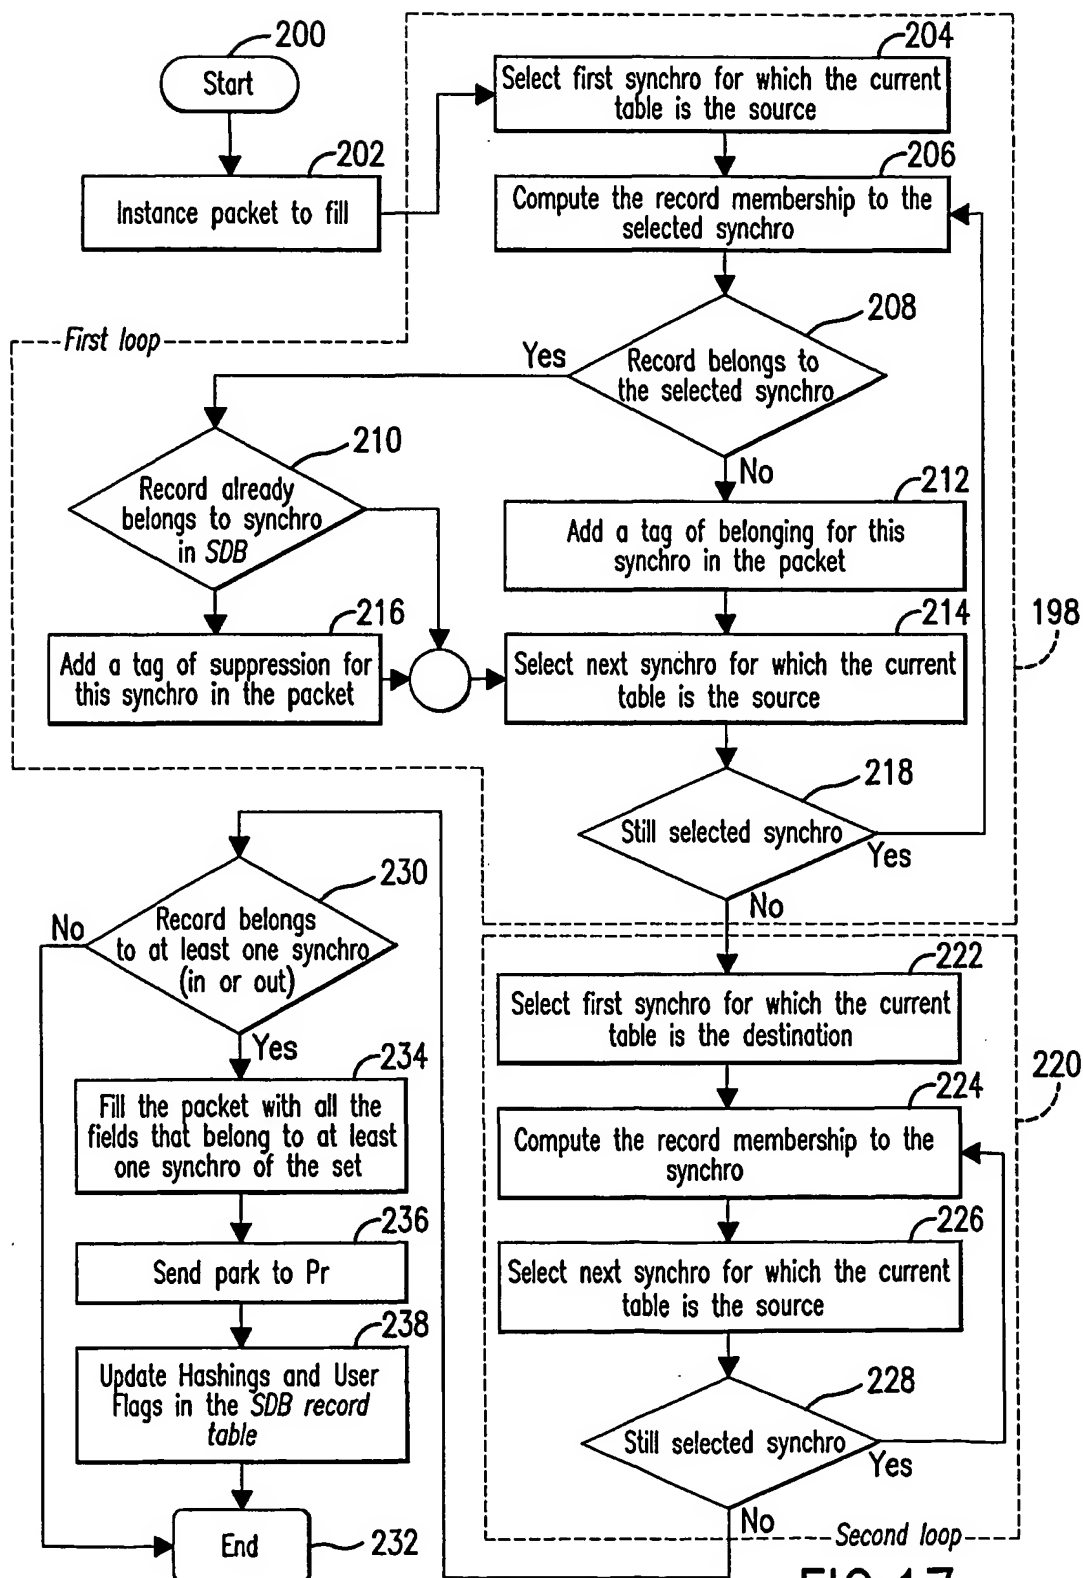 200
Start
202
Instance packet to fill
204
Select first synchro for which the current
table is the source
206
Compute the record membership to the
selected synchro
First loop
208
Record belongs to
the selected synchro
Yes
No
210
Record already
belongs to synchro
in SDB
212
Add a tag of belonging for this
synchro in the packet
216
Add a tag of suppression for
this synchro in the packet
214
Select next synchro for which the current
table is the source
198
218
Still selected synchro
Yes
No
230
Record belongs
to at least one synchro
(in or out)
No
Yes
222
Select first synchro for which the current
table is the destination
220
234
Fill the packet with all the
fields that belong to at least
one synchro of the set
224
Compute the record membership to the
synchro
236
Send park to Pr
226
Select next synchro for which the current
table is the source
238
Update Hashings and User
Flags in the SDB record
table
228
Still selected synchro
Yes
No
Second loop
End
232
FIG.17